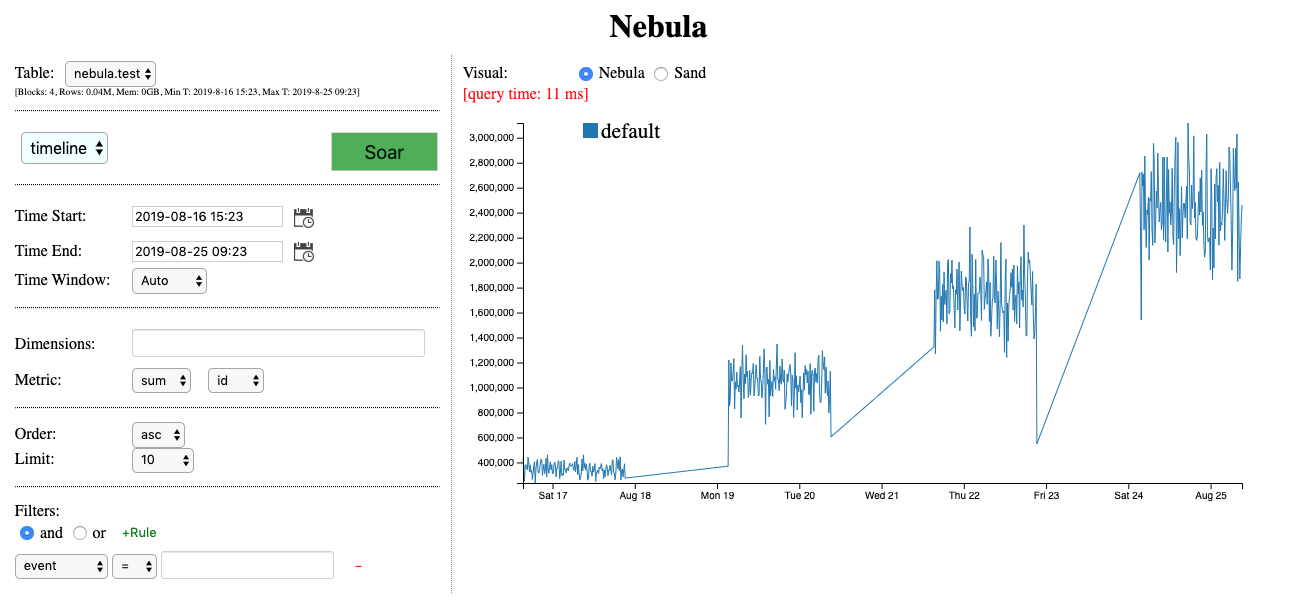 Nebula
Table: nebula.test
[Blocks: 4, Rows: 0.04M, Mem: 0GB, Min T: 2019-8-16 15:23, Max T: 2019-8-25 09:23]
timeline Soar
Time Start: 2019-08-16 15:23
Time End: 2019-08-25 09:23
Time Window: Auto
Dimensions:
Metric: sum id
Order: asc
Limit: 10
Filters:
and or +Rule
event = −
Visual: Nebula Sand
[query time: 11 ms]
default
3,000,000
2,800,000
2,600,000
2,400,000
2,200,000
2,000,000
1,800,000
1,600,000
1,400,000
1,200,000
1,000,000
800,000
600,000
400,000
Sat 17 Aug 18 Mon 19 Tue 20 Wed 21 Thu 22 Fri 23 Sat 24 Aug 25